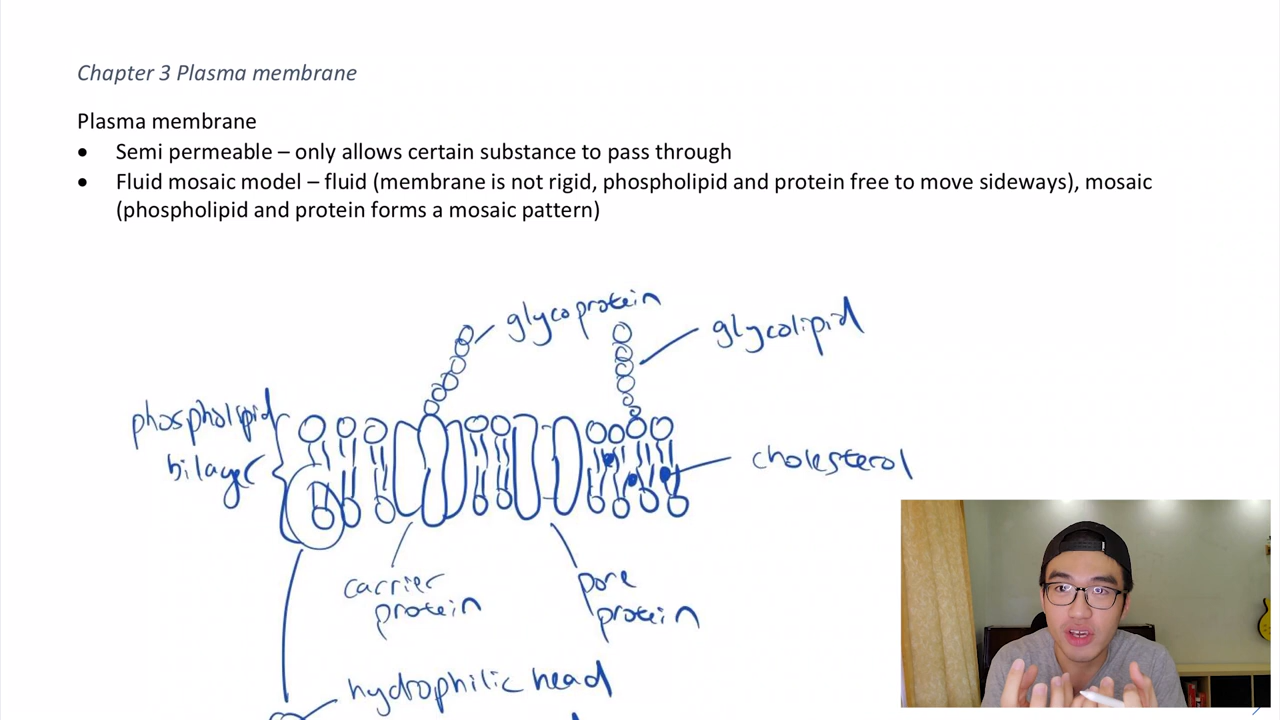 Chapter 3 Plasma membrane
Plasma membrane
• Semi permeable – only allows certain substance to pass through
• Fluid mosaic model – fluid (membrane is not rigid, phospholipid and protein free to move sideways), mosaic
(phospholipid and protein forms a mosaic pattern)
glycoprotein
glycolipid
phospholipid
bilayer
cholesterol
carrier
protein
pore
protein
hydrophilic head